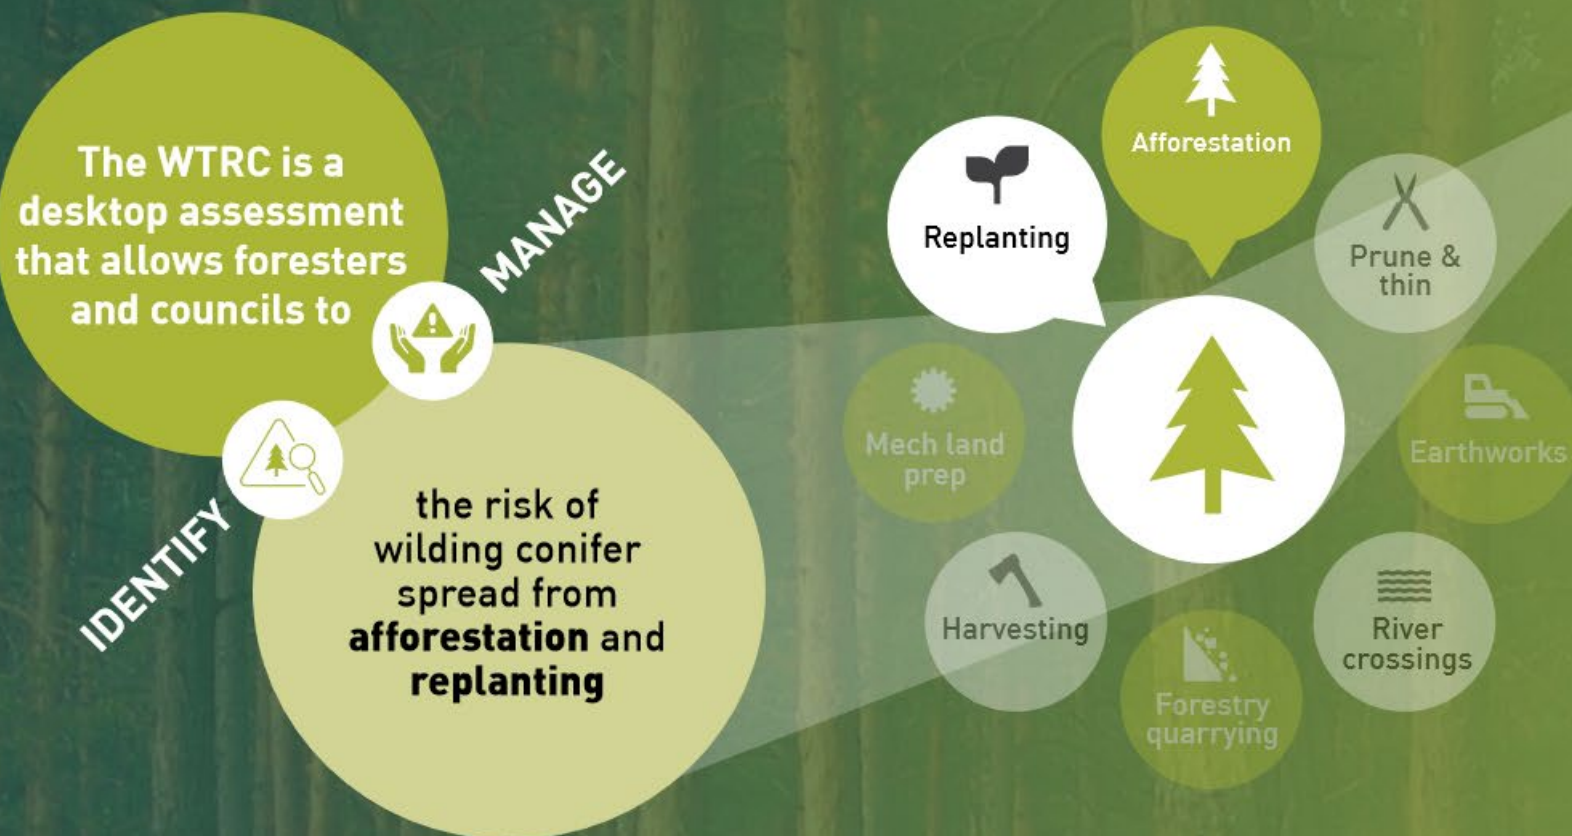 The WTRC is a
desktop assessment
that allows foresters
and councils to
IDENTIFY
MANAGE
the risk of
wilding conifer
spread from
afforestation and
replanting
Afforestation
Replanting
Prune &
thin
Mech land
prep
Earthworks
Harvesting
River
crossings
Forestry
quarrying